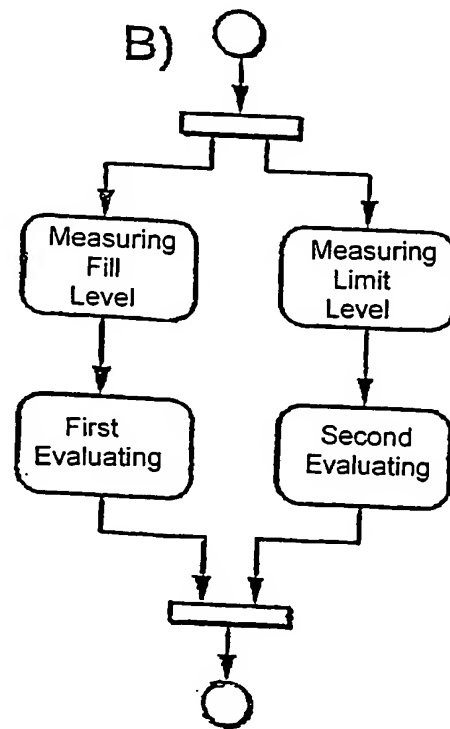 B)
Measuring
Fill
Level
Measuring
Limit
Level
First
Evaluating
Second
Evaluating